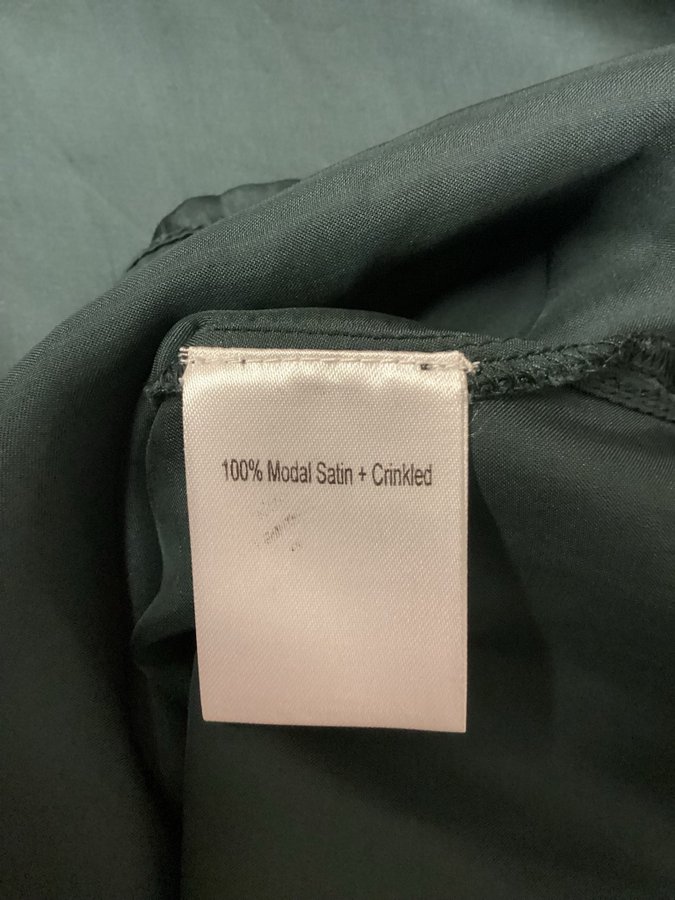 100% Modal Satin + Crinkled